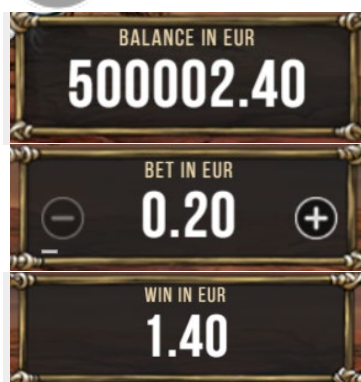 BALANCE IN EUR
500002.40
BET IN EUR
0.20
WIN IN EUR
1.40